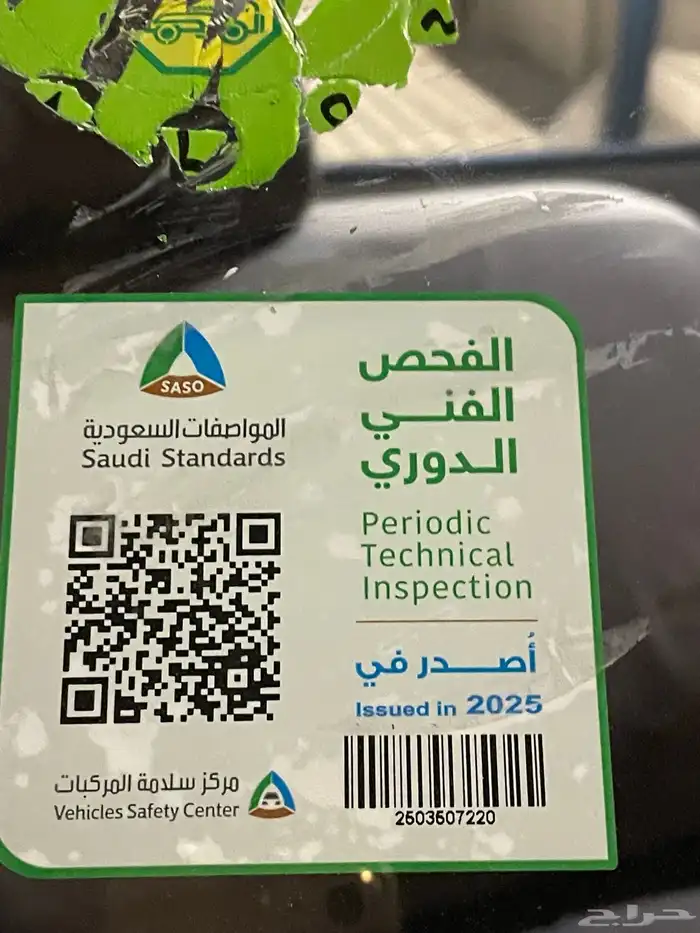 SASO
المواصفات السعودية
Saudi Standards
الفحص
الفني
الدوري
Periodic
Technical
Inspection
أصدر في
Issued in 2025
2503507220
مركز سلامة المركبات
Vehicles Safety Center
حراج